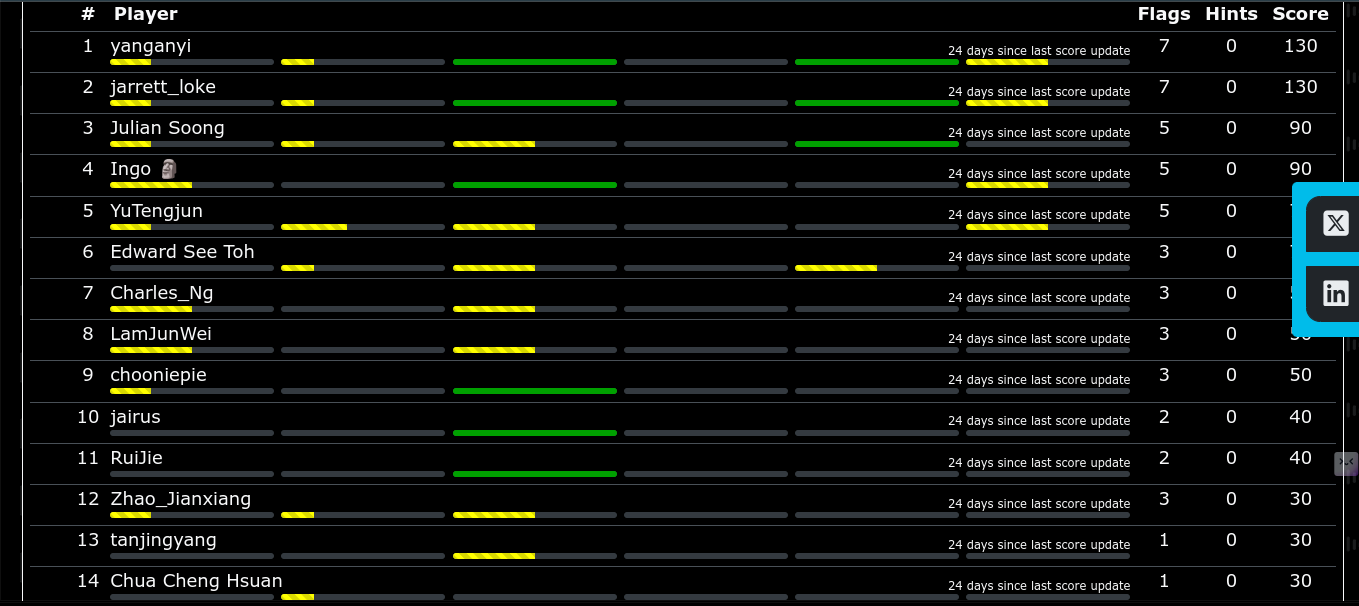 # Player Flags Hints Score
1 yanganyi 24 days since last score update 7 0 130
2 jarrett_loke 24 days since last score update 7 0 130
3 Julian Soong 24 days since last score update 5 0 90
4 Ingo 🗿 24 days since last score update 5 0 90
5 YuTengjun 24 days since last score update 5 0
6 Edward See Toh 24 days since last score update 3 0
7 Charles_Ng 24 days since last score update 3 0
8 LamJunWei 24 days since last score update 3 0
9 chooniepie 24 days since last score update 3 0 50
10 jairus 24 days since last score update 2 0 40
11 RuiJie 24 days since last score update 2 0 40
12 Zhao_Jianxiang 24 days since last score update 3 0 30
13 tanjingyang 24 days since last score update 1 0 30
14 Chua Cheng Hsuan 24 days since last score update 1 0 30